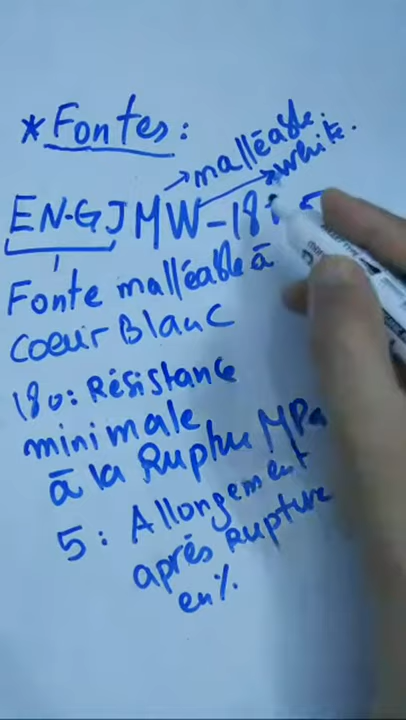 *Fontes:
malléable.
white.
EN-GJMW-18
Fonte malléable à
coeur Blanc
180: Résistance
minimale
à la Rupture MPa
5: Allongement
aprés Rupture
en%